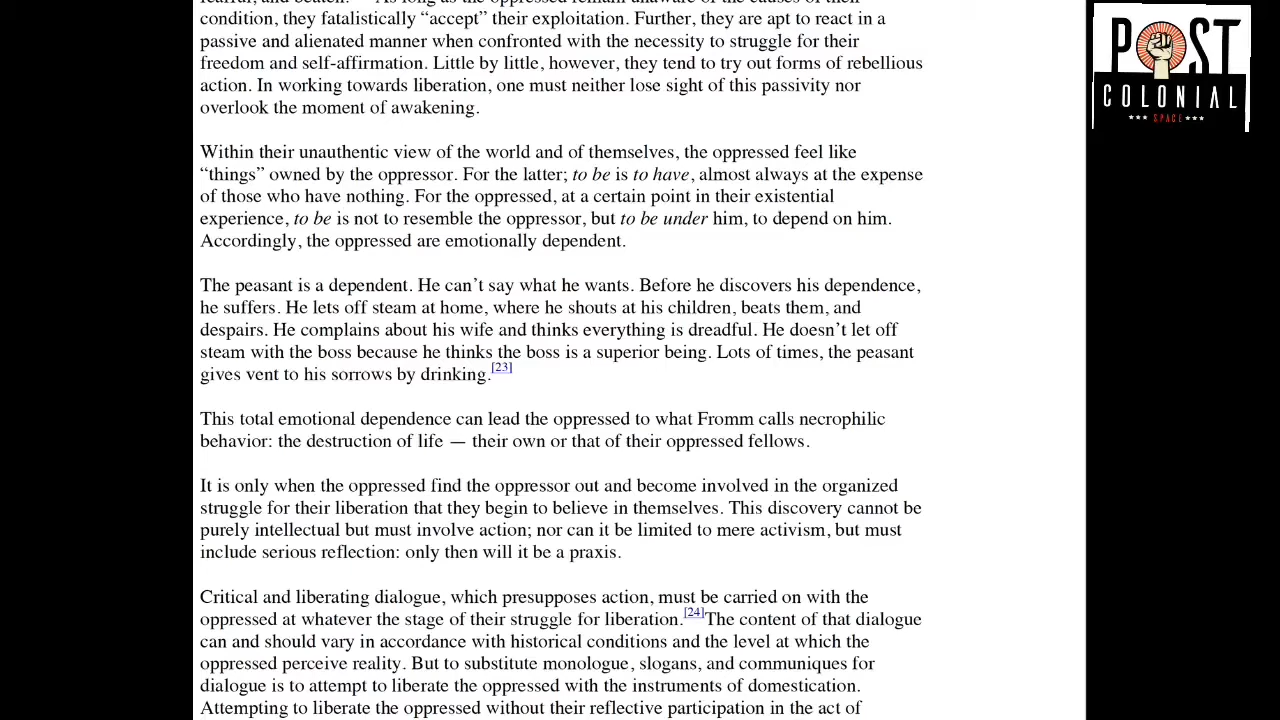 condition, they fatalistically “accept” their exploitation. Further, they are apt to react in a
passive and alienated manner when confronted with the necessity to struggle for their
freedom and self-affirmation. Little by little, however, they tend to try out forms of rebellious
action. In working towards liberation, one must neither lose sight of this passivity nor
overlook the moment of awakening.
Within their unauthentic view of the world and of themselves, the oppressed feel like
“things” owned by the oppressor. For the latter; to be is to have, almost always at the expense
of those who have nothing. For the oppressed, at a certain point in their existential
experience, to be is not to resemble the oppressor, but to be under him, to depend on him.
Accordingly, the oppressed are emotionally dependent.
The peasant is a dependent. He can’t say what he wants. Before he discovers his dependence,
he suffers. He lets off steam at home, where he shouts at his children, beats them, and
despairs. He complains about his wife and thinks everything is dreadful. He doesn’t let off
steam with the boss because he thinks the boss is a superior being. Lots of times, the peasant
gives vent to his sorrows by drinking.[23]
This total emotional dependence can lead the oppressed to what Fromm calls necrophilic
behavior: the destruction of life — their own or that of their oppressed fellows.
It is only when the oppressed find the oppressor out and become involved in the organized
struggle for their liberation that they begin to believe in themselves. This discovery cannot be
purely intellectual but must involve action; nor can it be limited to mere activism, but must
include serious reflection: only then will it be a praxis.
Critical and liberating dialogue, which presupposes action, must be carried on with the
oppressed at whatever the stage of their struggle for liberation.[24]The content of that dialogue
can and should vary in accordance with historical conditions and the level at which the
oppressed perceive reality. But to substitute monologue, slogans, and communiques for
dialogue is to attempt to liberate the oppressed with the instruments of domestication.
Attempting to liberate the oppressed without their reflective participation in the act of
POST
COLONIAL
SPACE